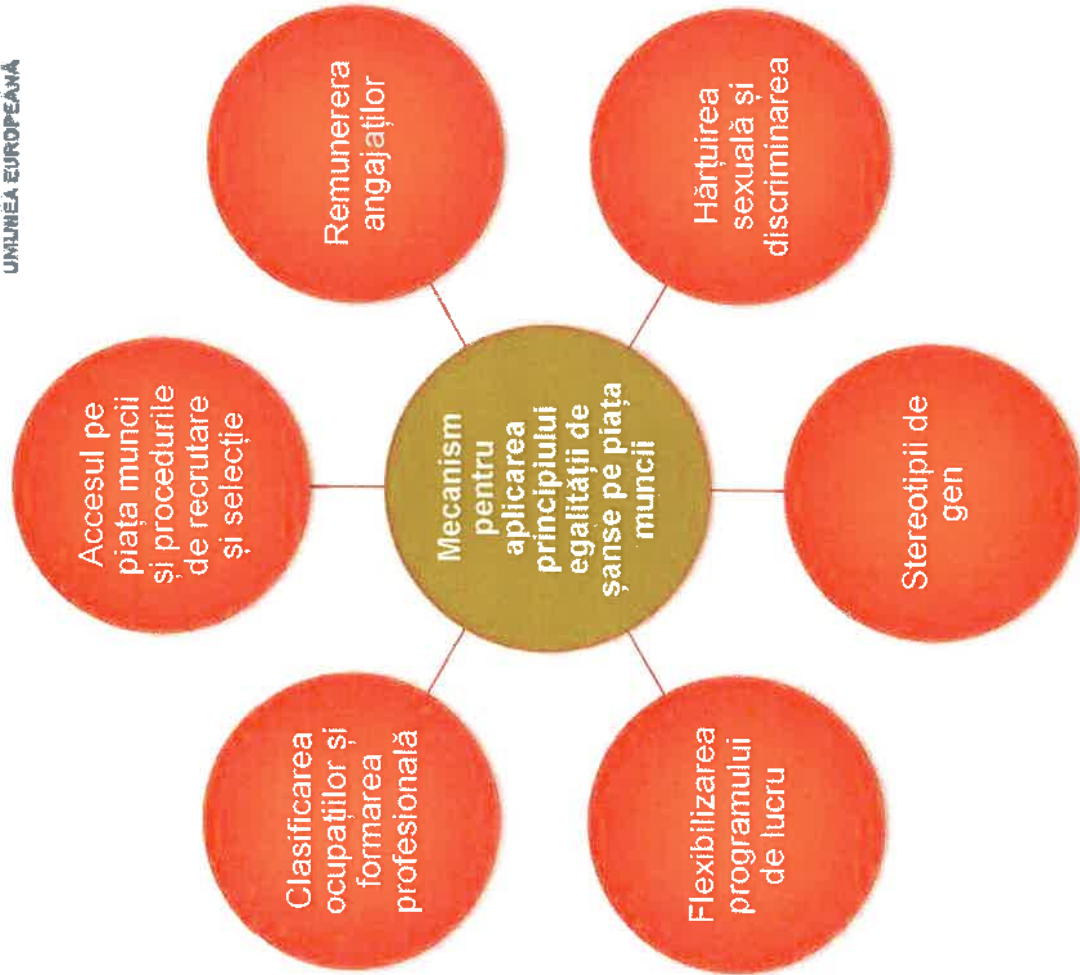 UNIUNEA EUROPEANĂ
Accesul pe
piața muncii
și procedurile
de recrutare
și selecție
Remunerera
angajaților
Hărțuirea
sexuală și
discriminarea
Stereotipii de
gen
Flexibilizarea
programului
de lucru
Clasificarea
ocupațiilor și
formarea
profesională
Mecanism
pentru
aplicarea
principiului
egalității de
șanse pe piața
muncii